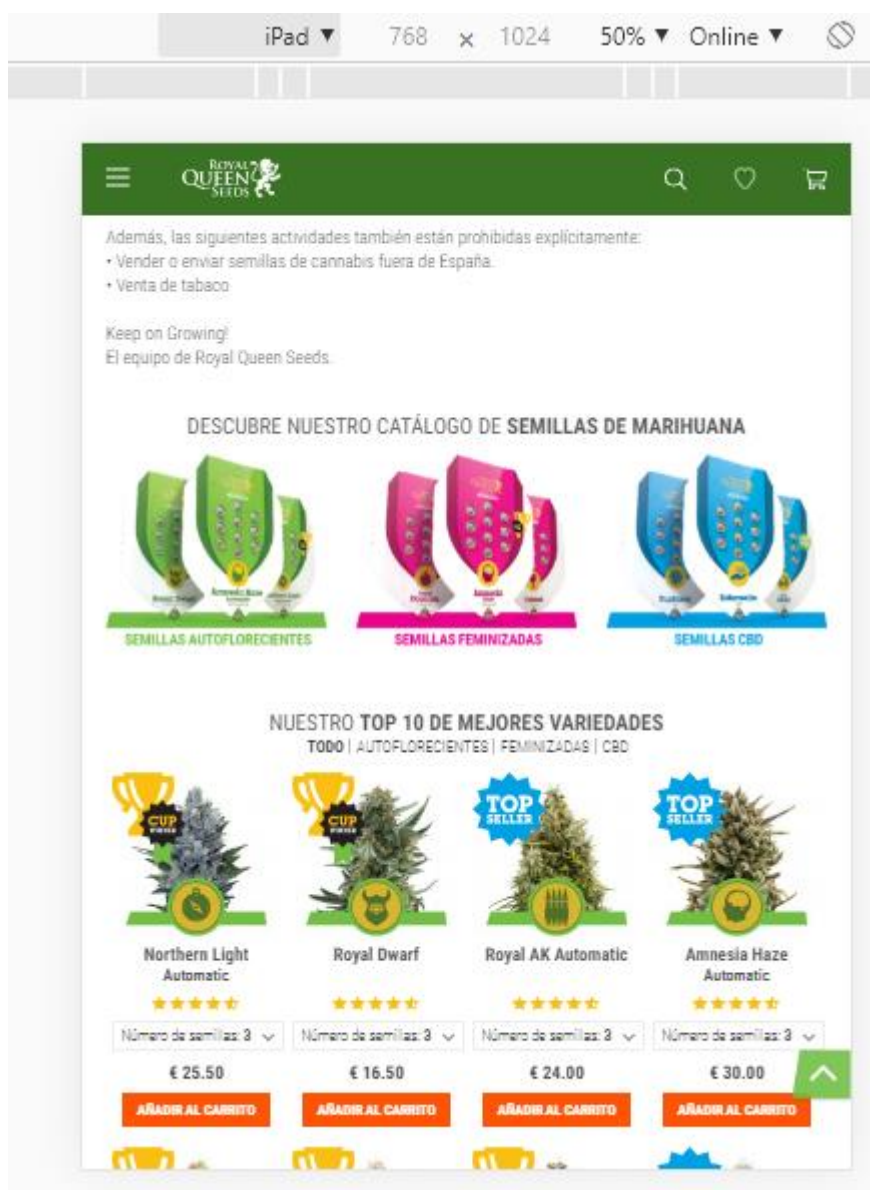 iPad ▼ 768 x 1024 50% ▼ Online ▼
ROYAL
QUEEN
SEEDS
Además, las siguientes actividades también están prohibidas explícitamente:
• Vender o enviar semillas de cannabis fuera de España.
• Venta de tabaco
Keep on Growing!
El equipo de Royal Queen Seeds.
DESCUBRE NUESTRO CATÁLOGO DE SEMILLAS DE MARIHUANA
SEMILLAS AUTOFLORECIENTES SEMILLAS FEMINIZADAS SEMILLAS CBD
NUESTRO TOP 10 DE MEJORES VARIEDADES
TODO | AUTOFLORECIENTES | FEMINIZADAS | CBD
CUP WINNER CUP WINNER TOP SELLER TOP SELLER
Northern Light Royal Dwarf Royal AK Automatic Amnesia Haze
Automatic Automatic
Número de semillas: 3 Número de semillas: 3 Número de semillas: 3 Número de semillas: 3
€ 25.50 € 16.50 € 24.00 € 30.00
AÑADIR AL CARRITO AÑADIR AL CARRITO AÑADIR AL CARRITO AÑADIR AL CARRITO